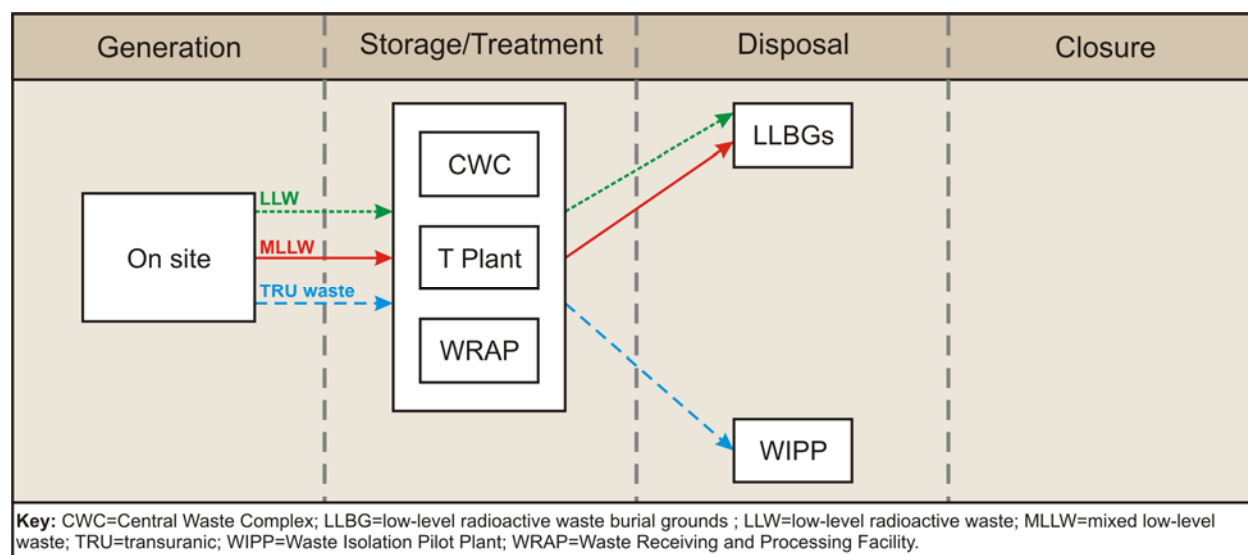 Generation
Storage/Treatment
Disposal
Closure
CWC
LLBGs
LLW
On site
MLLW
T Plant
TRU waste
WRAP
WIPP
Key: CWC=Central Waste Complex; LLBG=low-level radioactive waste burial grounds ; LLW=low-level radioactive waste; MLLW=mixed low-level
waste; TRU=transuranic; WIPP=Waste Isolation Pilot Plant; WRAP=Waste Receiving and Processing Facility.